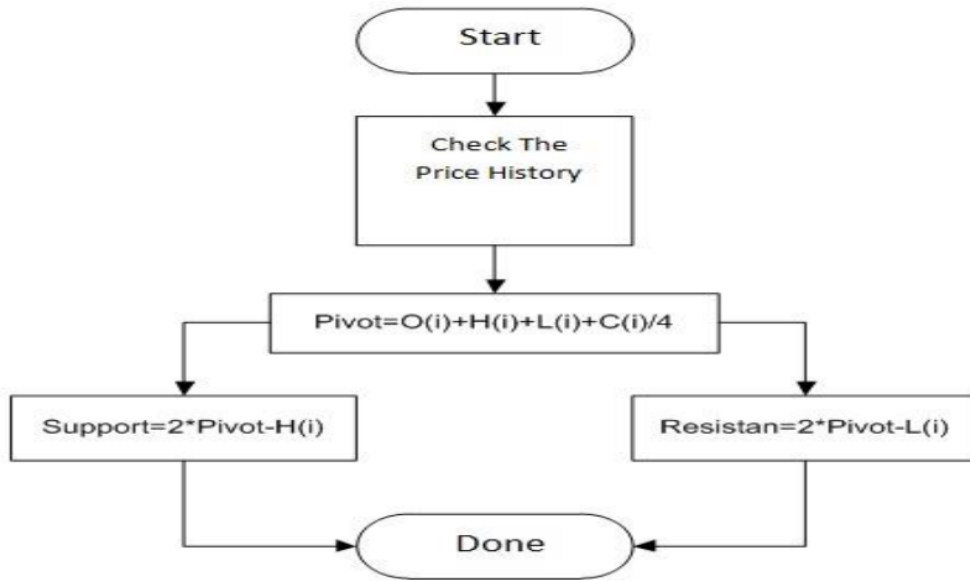 Start
Check The
Price History
Pivot=O(i)+H(i)+L(i)+C(i)/4
Support=2*Pivot-H(i)
Resistan=2*Pivot-L(i)
Done